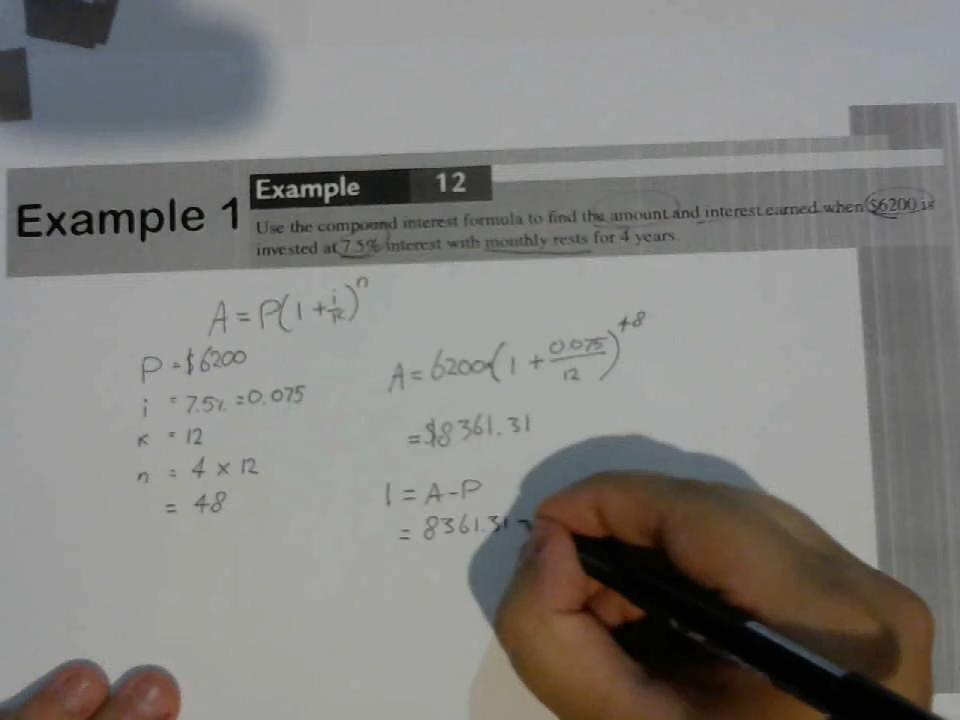 Example 1
Example 12
Use the compound interest formula to find the amount and interest earned when $6200 is
invested at 7.5% interest with monthly rests for 4 years.
A = P(1 + i/k)^n
P = $6200
i = 7.5% = 0.075
k = 12
n = 4 × 12
= 48
A = 6200(1 + 0.075/12)^48
= $8361.31
I = A - P
= 8361.31 -